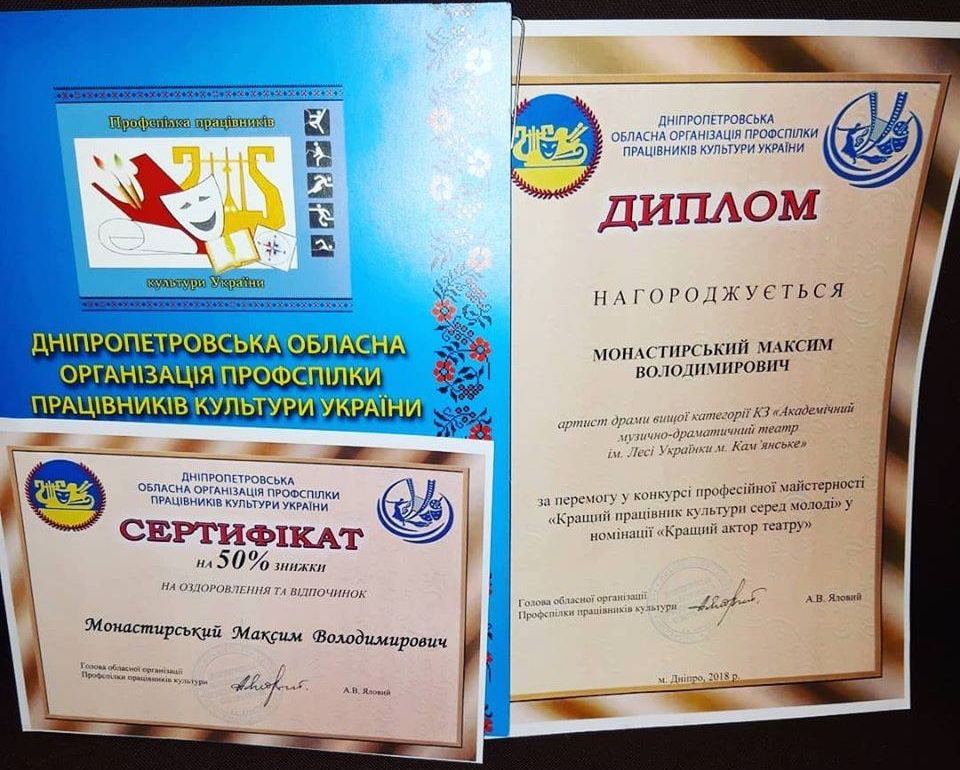 Профспілка працівників
культури України
ДНІПРОПЕТРОВСЬКА ОБЛАСНА
ОРГАНІЗАЦІЯ ПРОФСПІЛКИ
ПРАЦІВНИКІВ КУЛЬТУРИ УКРАЇНИ
ДНІПРОПЕТРОВСЬКА
ОБЛАСНА ОРГАНІЗАЦІЯ ПРОФСПІЛКИ
ПРАЦІВНИКІВ КУЛЬТУРИ УКРАЇНИ
СЕРТИФІКАТ
НА 50% ЗНИЖКИ
НА ОЗДОРОВЛЕННЯ ТА ВІДПОЧИНОК
Монастирський Максим Володимирович
Голова обласної організації
Профспілки працівників культури
А.В. Яловий
ДНІПРОПЕТРОВСЬКА
ОБЛАСНА ОРГАНІЗАЦІЯ ПРОФСПІЛКИ
ПРАЦІВНИКІВ КУЛЬТУРИ УКРАЇНИ
ДИПЛОМ
НАГОРОДЖУЄТЬСЯ
МОНАСТИРСЬКИЙ МАКСИМ
ВОЛОДИМИРОВИЧ
артист драми вищої категорії КЗ «Академічний
музично-драматичний театр
ім. Лесі Українки м. Кам'янське»
за перемогу у конкурсі професійної майстерності
«Кращий працівник культури серед молоді» у
номінації «Кращий актор театру»
Голова обласної організації
Профспілки працівників культури
А.В. Яловий
м. Дніпро, 2018 р.